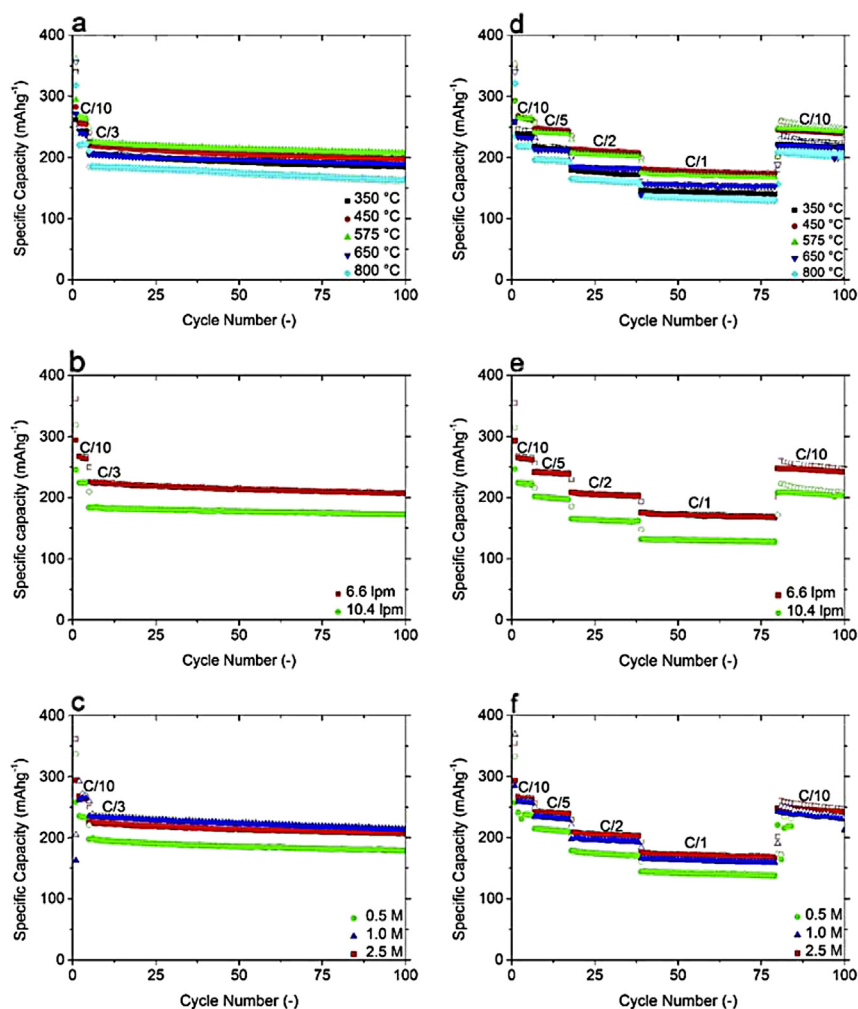 a
400
300
200
100
0
Specific Capacity (mAhg⁻¹)
C/10
C/3
350 °C
450 °C
575 °C
650 °C
800 °C
0 25 50 75 100
Cycle Number (-)
d
400
300
200
100
0
Specific Capacity (mAhg⁻¹)
C/10
C/5
C/2
C/1
C/10
350 °C
450 °C
575 °C
650 °C
800 °C
0 25 50 75 100
Cycle Number (-)
b
400
300
200
100
0
Specific Capacity (mAhg⁻¹)
C/10
C/3
6.6 lpm
10.4 lpm
0 25 50 75 100
Cycle Number (-)
e
400
300
200
100
0
Specific Capacity (mAhg⁻¹)
C/10
C/5
C/2
C/1
C/10
6.6 lpm
10.4 lpm
0 25 50 75 100
Cycle Number (-)
c
400
300
200
100
0
Specific Capacity (mAhg⁻¹)
C/10
C/3
0.5 M
1.0 M
2.5 M
0 25 50 75 100
Cycle Number (-)
f
400
300
200
100
0
Specific Capacity (mAhg⁻¹)
C/10
C/5
C/2
C/1
C/10
0.5 M
1.0 M
2.5 M
0 25 50 75 100
Cycle Number (-)